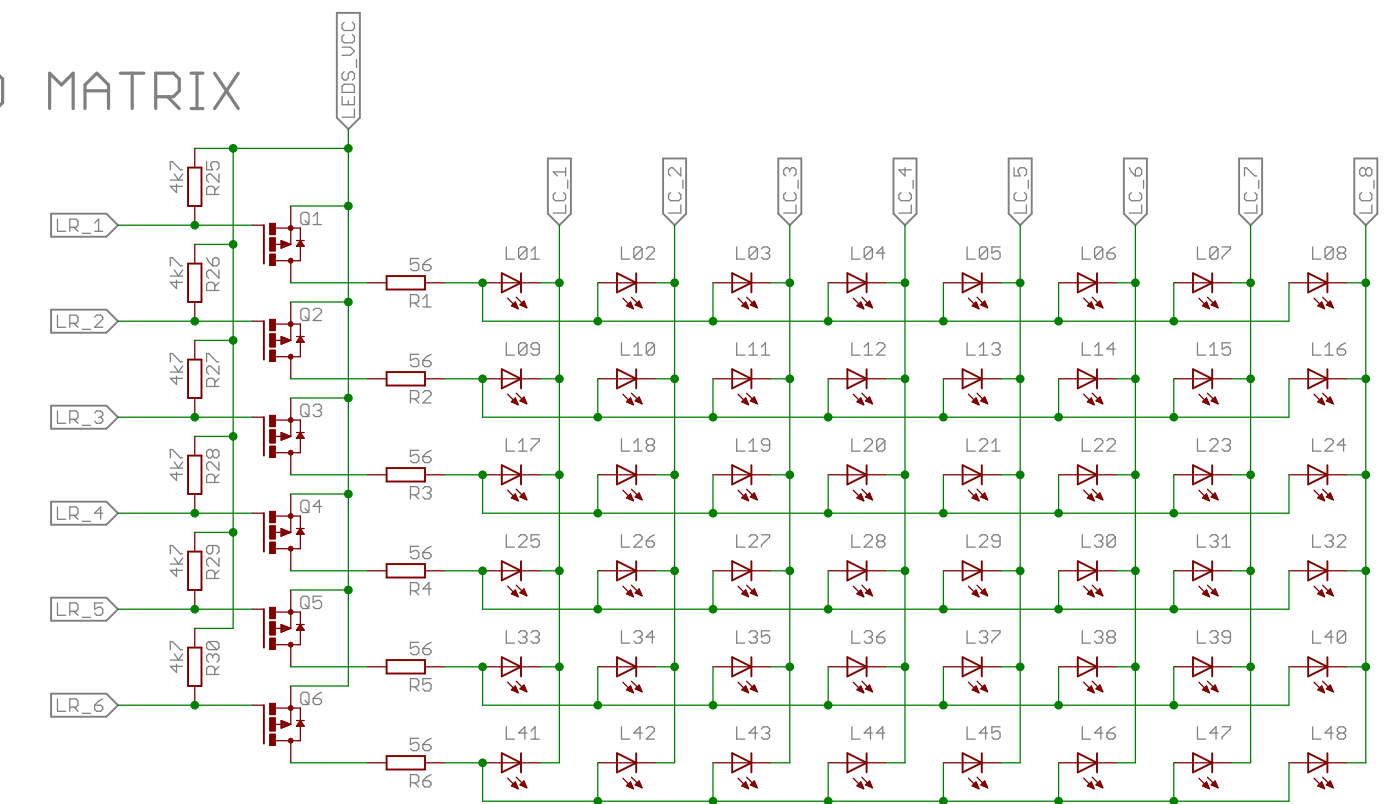 LEDS_VCC
MATRIX
LC_1 LC_2 LC_3 LC_4 LC_5 LC_6 LC_7 LC_8
4k7 R25
LR_1 Q1
L01 L02 L03 L04 L05 L06 L07 L08
56
R1
4k7 R26
LR_2 Q2
L09 L10 L11 L12 L13 L14 L15 L16
56
R2
4k7 R27
LR_3 Q3
L17 L18 L19 L20 L21 L22 L23 L24
56
R3
4k7 R28
LR_4 Q4
L25 L26 L27 L28 L29 L30 L31 L32
56
R4
4k7 R29
LR_5 Q5
L33 L34 L35 L36 L37 L38 L39 L40
56
R5
4k7 R30
LR_6 Q6
L41 L42 L43 L44 L45 L46 L47 L48
56
R6